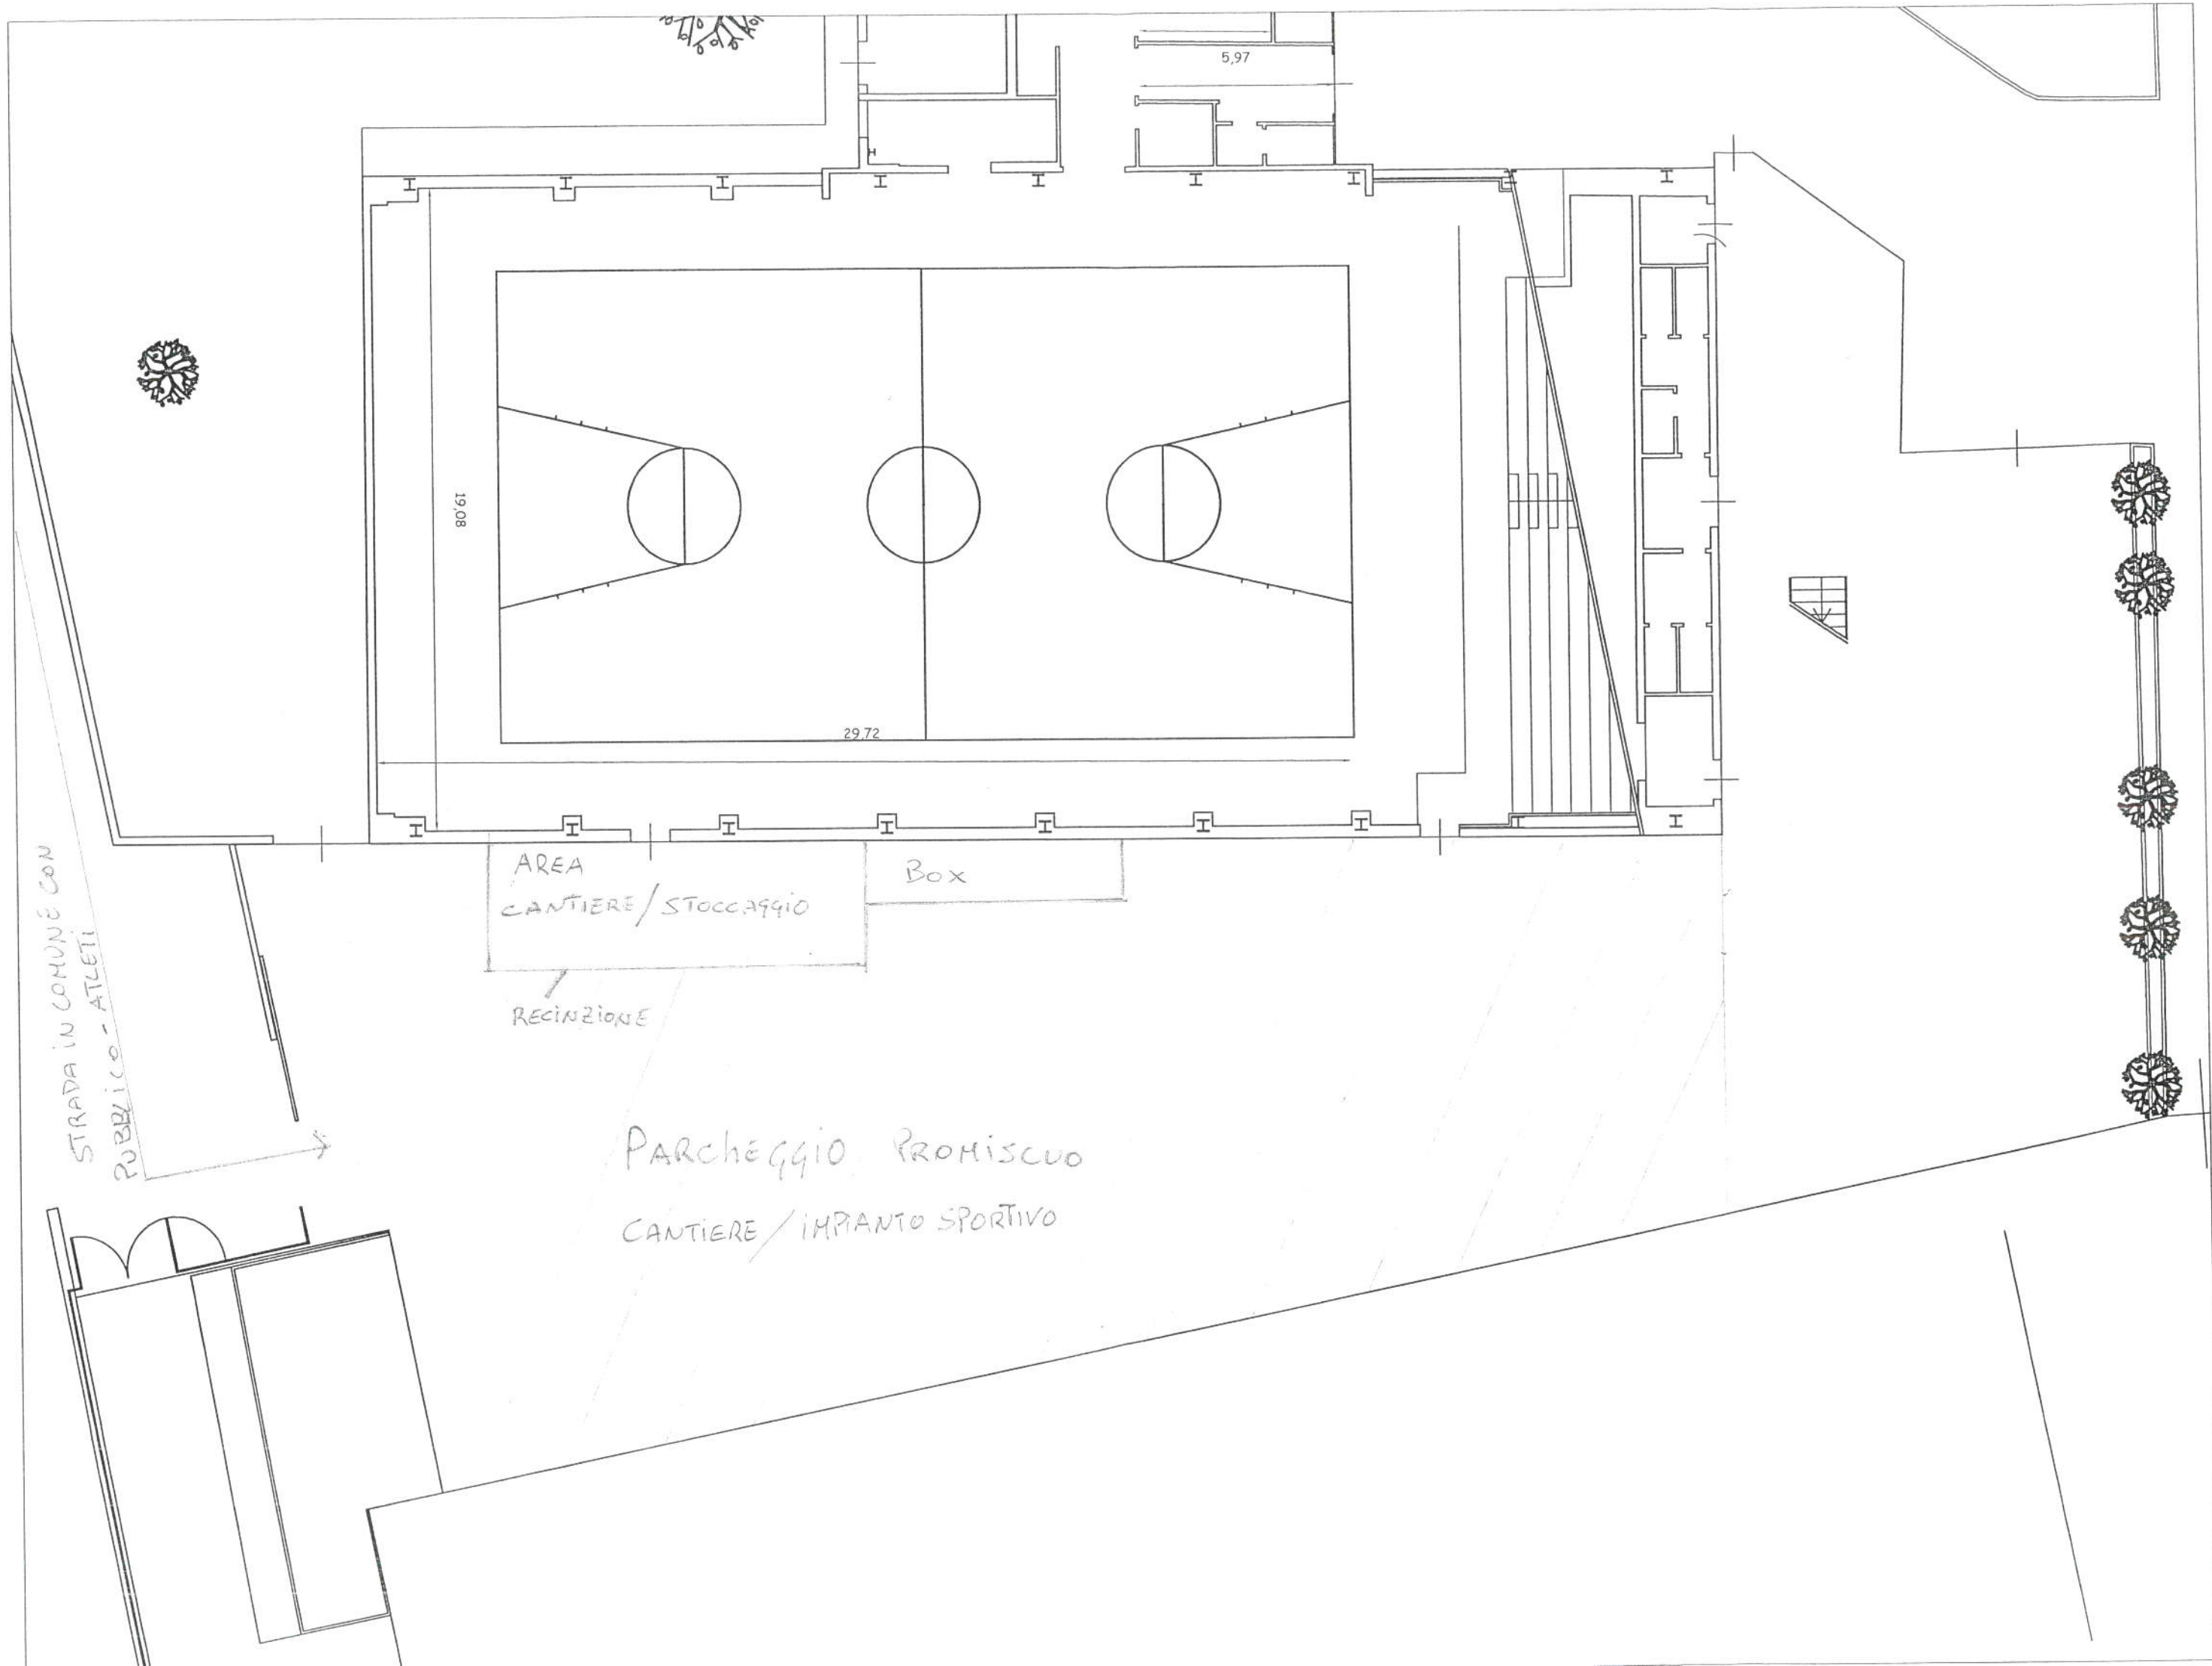 5,97
19,08
29,72
AREA
CANTIERE/STOCCAGGIO
Box
RECINZIONE
STRADA IN COMUNE CON
PUBBLICO - ATLETI
PARCHEGGIO PROMISCUO
CANTIERE/IMPIANTO SPORTIVO